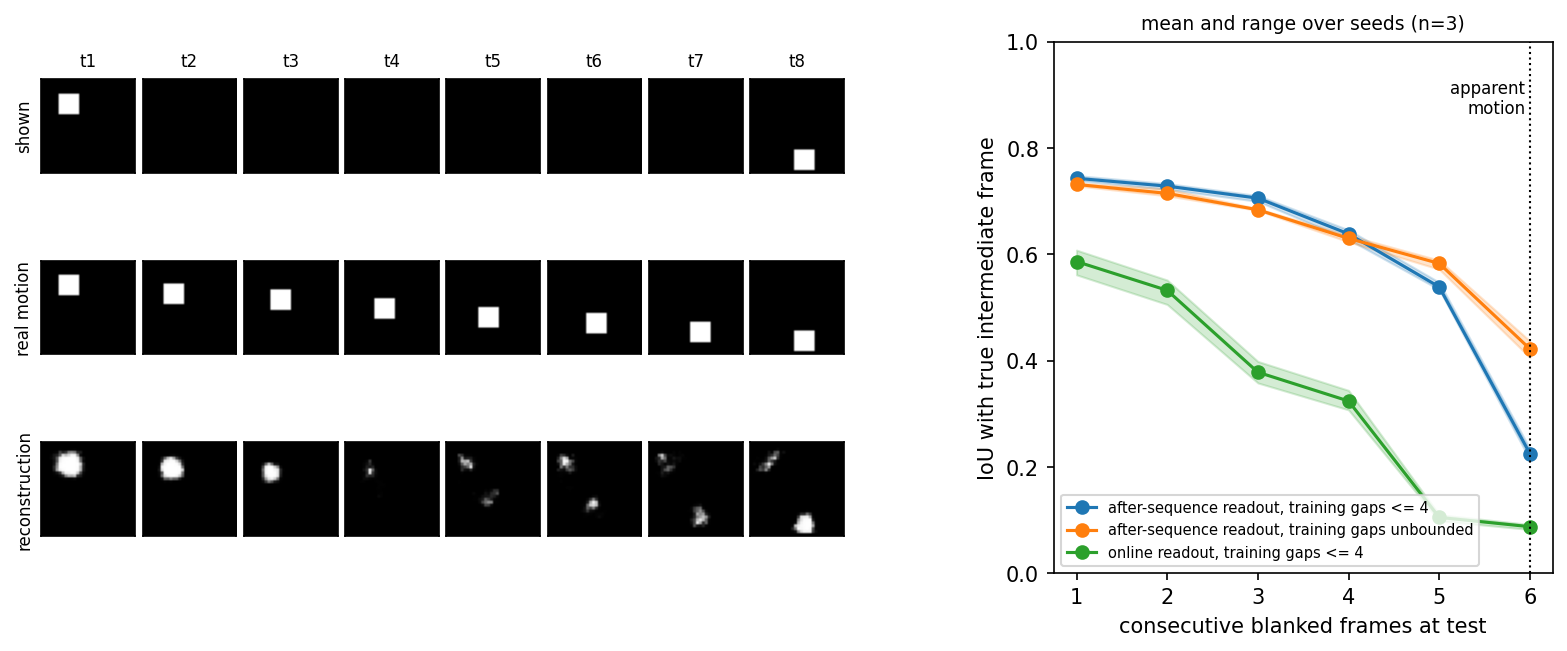 t1 t2 t3 t4 t5 t6 t7 t8
shown
real motion
reconstruction
mean and range over seeds (n=3)
IoU with true intermediate frame
1.0
0.8
0.6
0.4
0.2
0.0
apparent
motion
after-sequence readout, training gaps <= 4
after-sequence readout, training gaps unbounded
online readout, training gaps <= 4
1 2 3 4 5 6
consecutive blanked frames at test